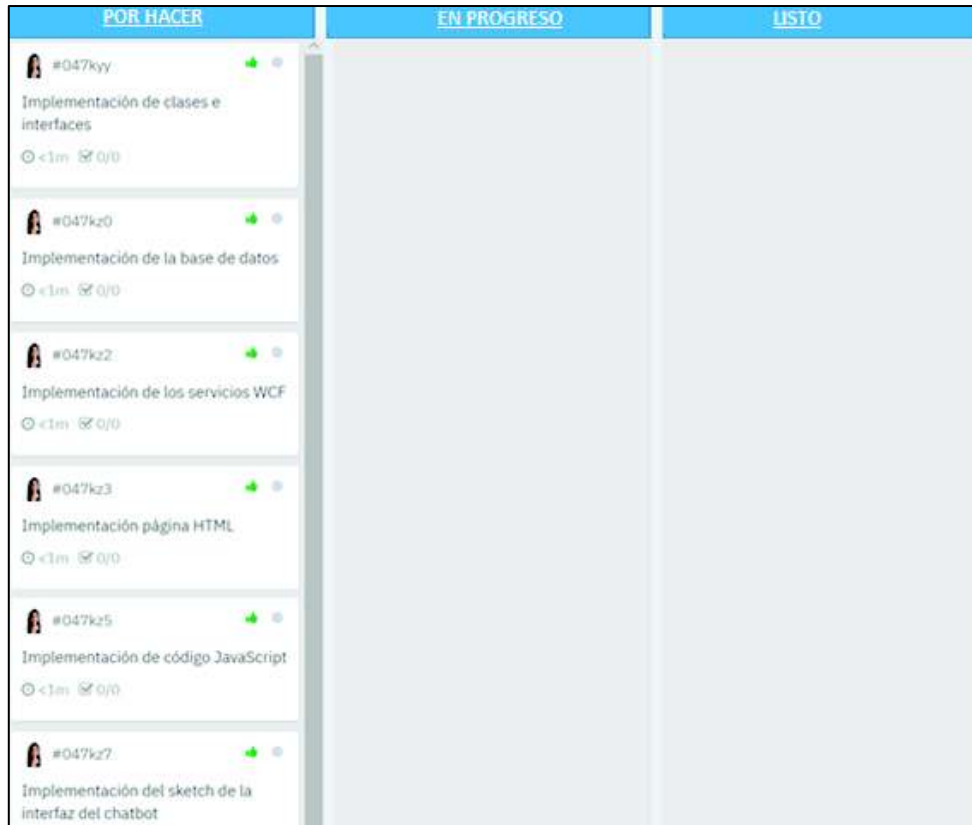 POR HACER
EN PROGRESO
LISTO
#047kyy
Implementación de clases e
interfaces
<1m 0/0
#047kz0
Implementación de la base de datos
<1m 0/0
#047kz2
Implementación de los servicios WCF
<1m 0/0
#047kz3
Implementación página HTML
<1m 0/0
#047kz5
Implementación de código JavaScript
<1m 0/0
#047kz7
Implementación del sketch de la
interfaz del chatbot